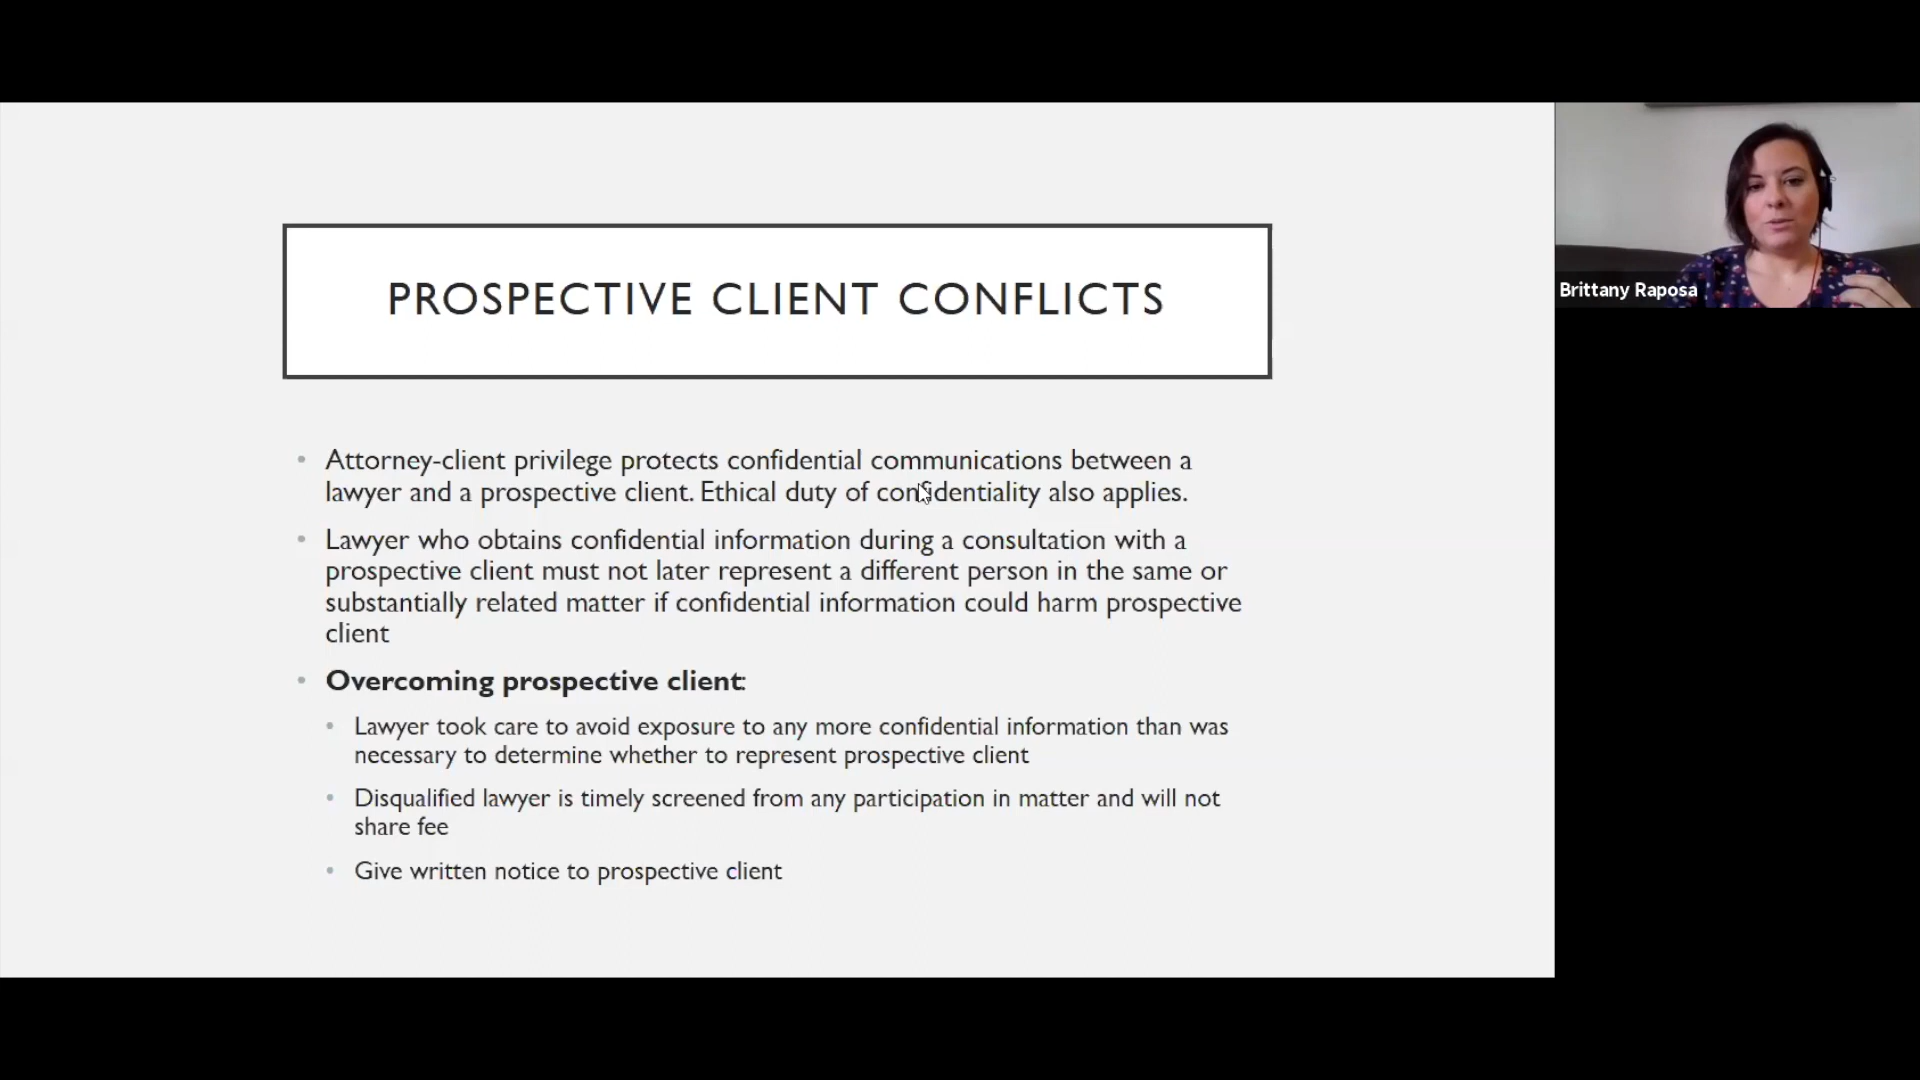 PROSPECTIVE CLIENT CONFLICTS
Brittany Raposa
• Attorney-client privilege protects confidential communications between a
lawyer and a prospective client. Ethical duty of confidentiality also applies.
• Lawyer who obtains confidential information during a consultation with a
prospective client must not later represent a different person in the same or
substantially related matter if confidential information could harm prospective
client
• Overcoming prospective client:
• Lawyer took care to avoid exposure to any more confidential information than was
necessary to determine whether to represent prospective client
• Disqualified lawyer is timely screened from any participation in matter and will not
share fee
• Give written notice to prospective client